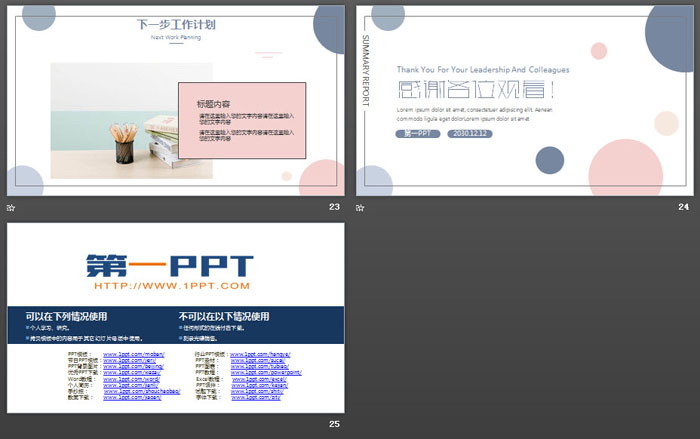 下一步工作计划
Next Work Planning
标题内容
请在这里输入您的文字内容请在这里输入您的文字内容
请在这里输入您的文字内容请在这里输入您的文字内容
23
SUMMARY REPORT
Thank You For Your Leadership And Colleagues
感谢各位观看！
Lorem ipsum dolor sit amet, consectetuer adipiscing elit. Aenean
commodo ligula eget dolorLorem ipsum dolor sit amet
第一PPT
2030.12.12
24
第一PPT
HTTP://WWW.1PPT.COM
可以在下列情况使用
个人学习、研究。
拷贝模板中的内容用于其它幻灯片母版中使用。
不可以在以下情况使用
任何形式的在线付费下载。
刻录光碟销售。
PPT模板： www.1ppt.com/moban/
节日PPT模板： www.1ppt.com/jieri/
PPT背景图片： www.1ppt.com/beijing/
优秀PPT下载： www.1ppt.com/xiazai/
Word教程： www.1ppt.com/word/
个人简历： www.1ppt.com/jianli/
手抄报： www.1ppt.com/shouchaobao/
教案下载： www.1ppt.com/jiaoan/
行业PPT模板： www.1ppt.com/hangye/
PPT素材： www.1ppt.com/sucai/
PPT图表： www.1ppt.com/tubiao/
PPT教程： www.1ppt.com/powerpoint/
Excel教程： www.1ppt.com/excel/
PPT课件： www.1ppt.com/kejian/
试题下载： www.1ppt.com/shiti/
字体下载： www.1ppt.com/ziti/
25